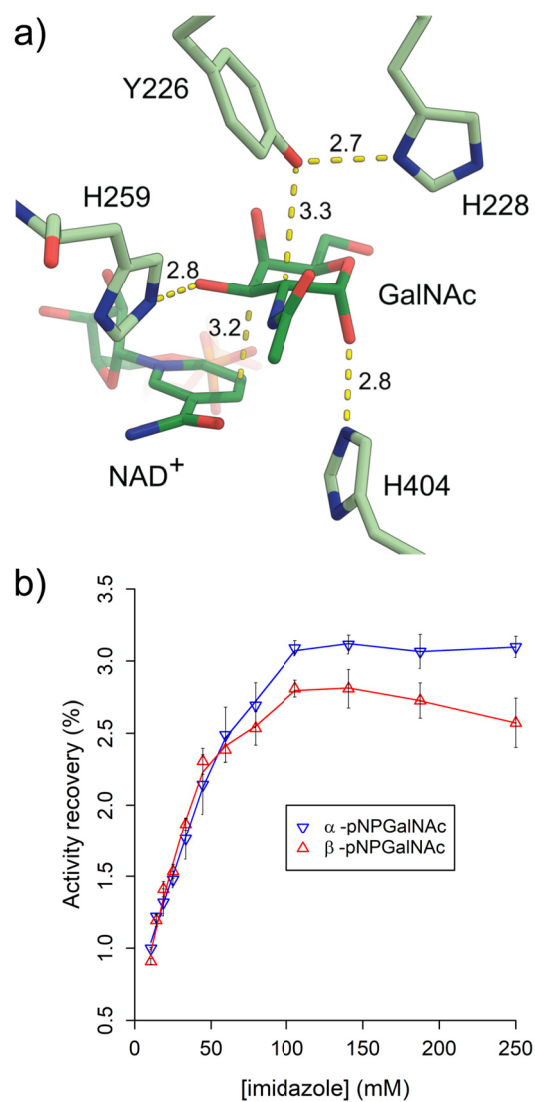 a)
Y226
2.7
H228
H259
3.3
2.8
GalNAc
3.2
2.8
NAD+
H404
b)
3.5
3.0
2.5
2.0
1.5
1.0
0.5
Activity recovery (%)
α -pNPGalNAc
β -pNPGalNAc
0 50 100 150 200 250
[imidazole] (mM)